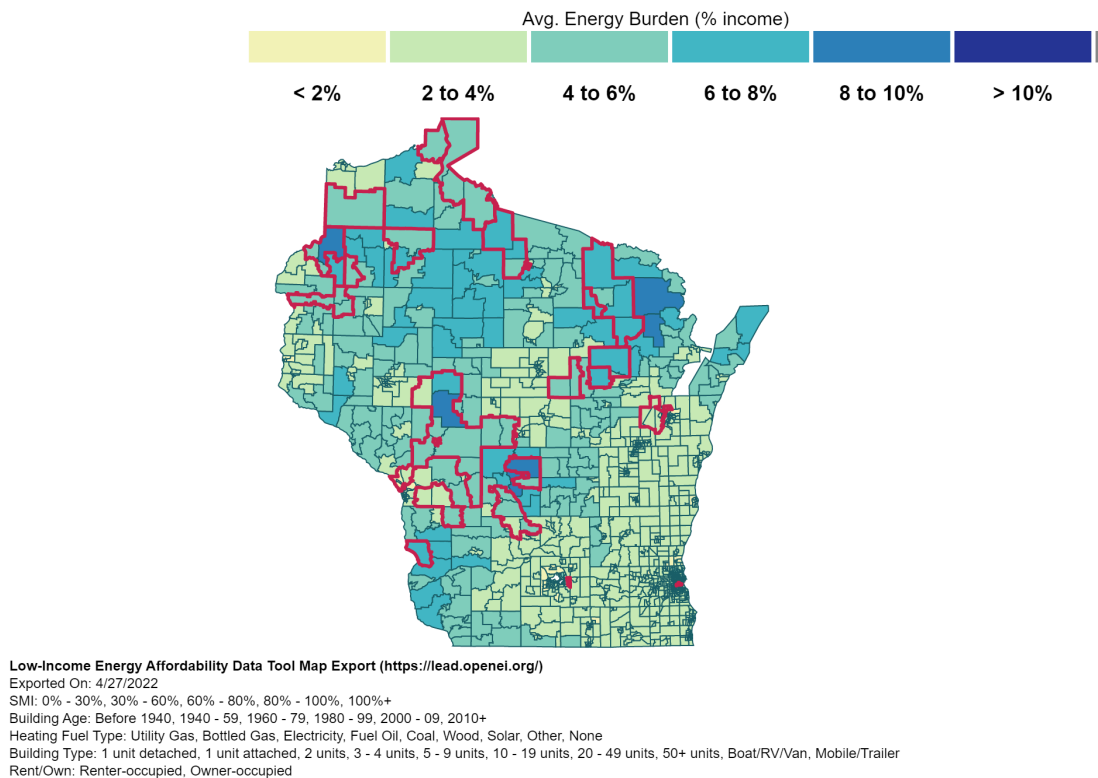 Avg. Energy Burden (% income)
< 2% 2 to 4% 4 to 6% 6 to 8% 8 to 10% > 10%
Low-Income Energy Affordability Data Tool Map Export (https://lead.openei.org/)
Exported On: 4/27/2022
SMI: 0% - 30%, 30% - 60%, 60% - 80%, 80% - 100%, 100%+
Building Age: Before 1940, 1940 - 59, 1960 - 79, 1980 - 99, 2000 - 09, 2010+
Heating Fuel Type: Utility Gas, Bottled Gas, Electricity, Fuel Oil, Coal, Wood, Solar, Other, None
Building Type: 1 unit detached, 1 unit attached, 2 units, 3 - 4 units, 5 - 9 units, 10 - 19 units, 20 - 49 units, 50+ units, Boat/RV/Van, Mobile/Trailer
Rent/Own: Renter-occupied, Owner-occupied